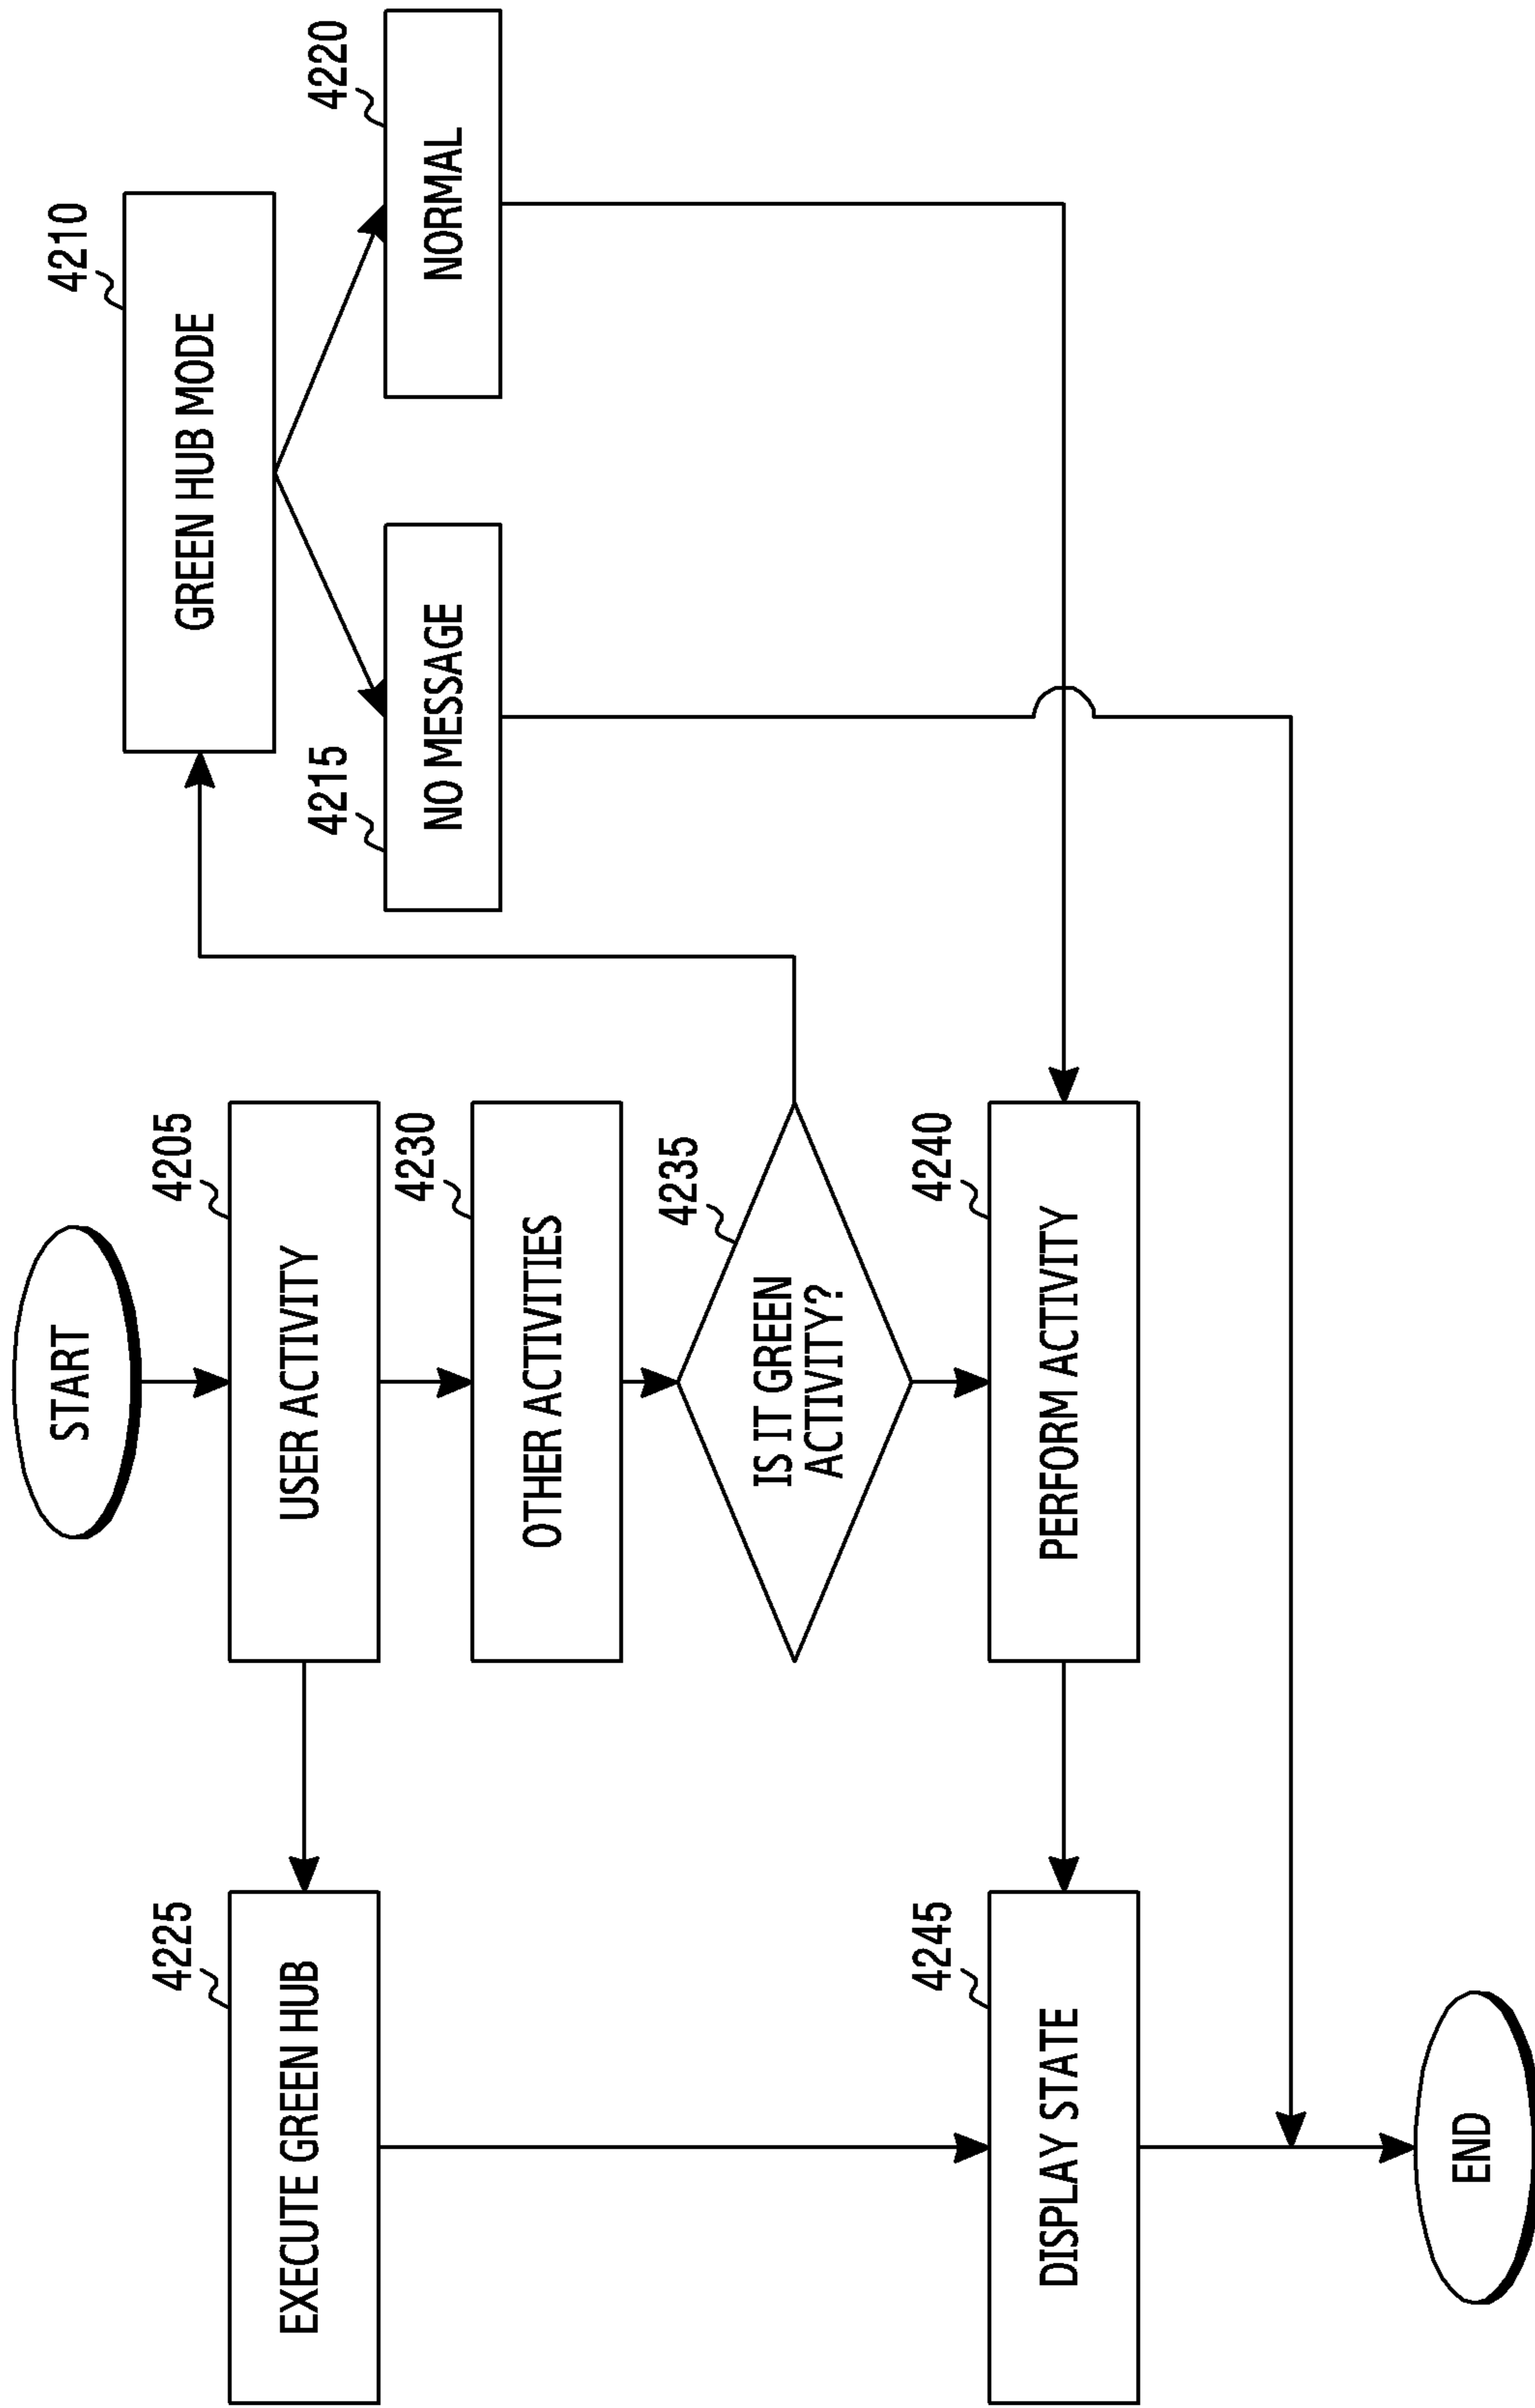 START
4205
USER ACTIVITY
4210
GREEN HUB MODE
4225
EXECUTE GREEN HUB
4230
OTHER ACTIVITIES
4215
NO MESSAGE
4220
NORMAL
4235
IS IT GREEN
ACTIVITY?
4240
PERFORM ACTIVITY
4245
DISPLAY STATE
END